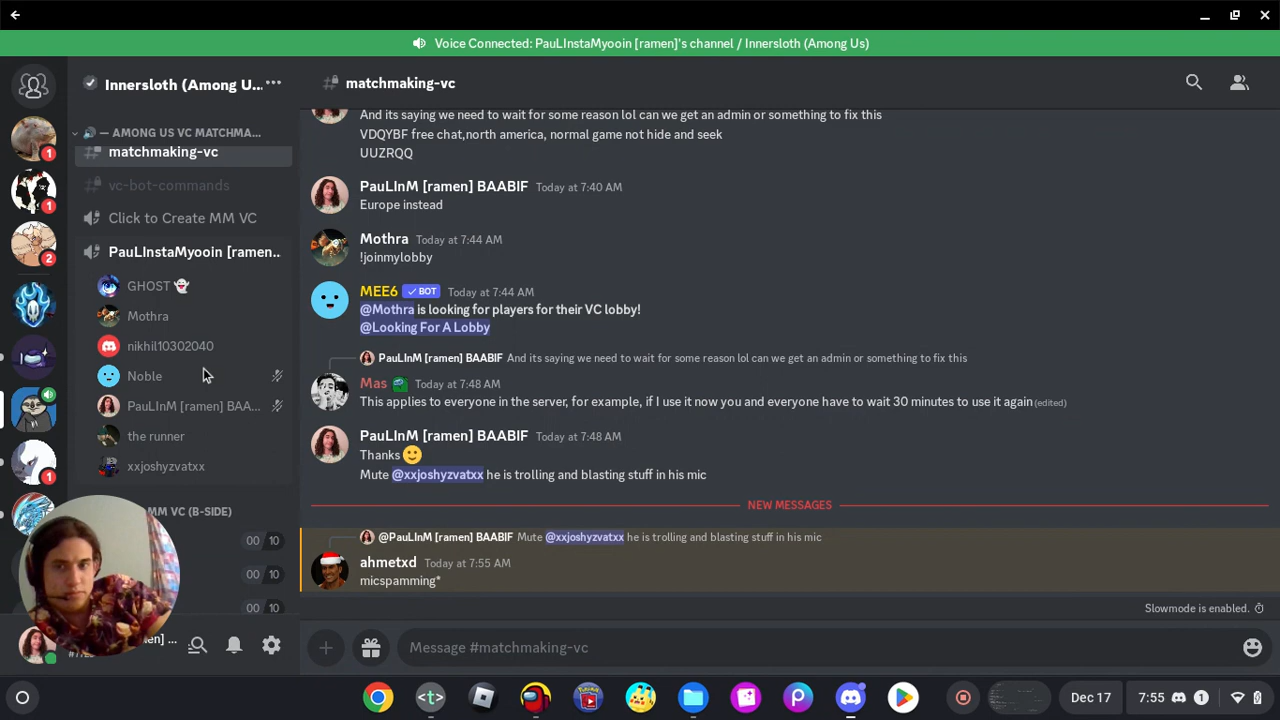 Voice Connected: PauLInstaMyooin [ramen]'s channel / Innersloth (Among Us)
Innersloth (Among U...
matchmaking-vc
— AMONG US VC MATCHMA...
matchmaking-vc
vc-bot-commands
Click to Create MM VC
PauLInstaMyooin [ramen...
GHOST 👻
Mothra
nikhil10302040
Noble
PauLInM [ramen] BAA...
the runner
xxjoshyzvatxx
MM VC (B-SIDE)
00 / 10
00 / 10
00 / 10
1
1
2
1
And its saying we need to wait for some reason lol can we get an admin or something to fix this
VDQYBF free chat,north america, normal game not hide and seek
UUZRQQ
PauLInM [ramen] BAABIF Today at 7:40 AM
Europe instead
Mothra Today at 7:44 AM
!joinmylobby
MEE6 ✓ BOT Today at 7:44 AM
@Mothra is looking for players for their VC lobby!
@Looking For A Lobby
PauLInM [ramen] BAABIF And its saying we need to wait for some reason lol can we get an admin or something to fix this
Mas Today at 7:48 AM
This applies to everyone in the server, for example, if I use it now you and everyone have to wait 30 minutes to use it again (edited)
PauLInM [ramen] BAABIF Today at 7:48 AM
Thanks 🙂
Mute @xxjoshyzvatxx he is trolling and blasting stuff in his mic
NEW MESSAGES
@PauLInM [ramen] BAABIF Mute @xxjoshyzvatxx he is trolling and blasting stuff in his mic
ahmetxd Today at 7:55 AM
micspamming*
Slowmode is enabled.
Message #matchmaking-vc
Dec 17
7:55
1